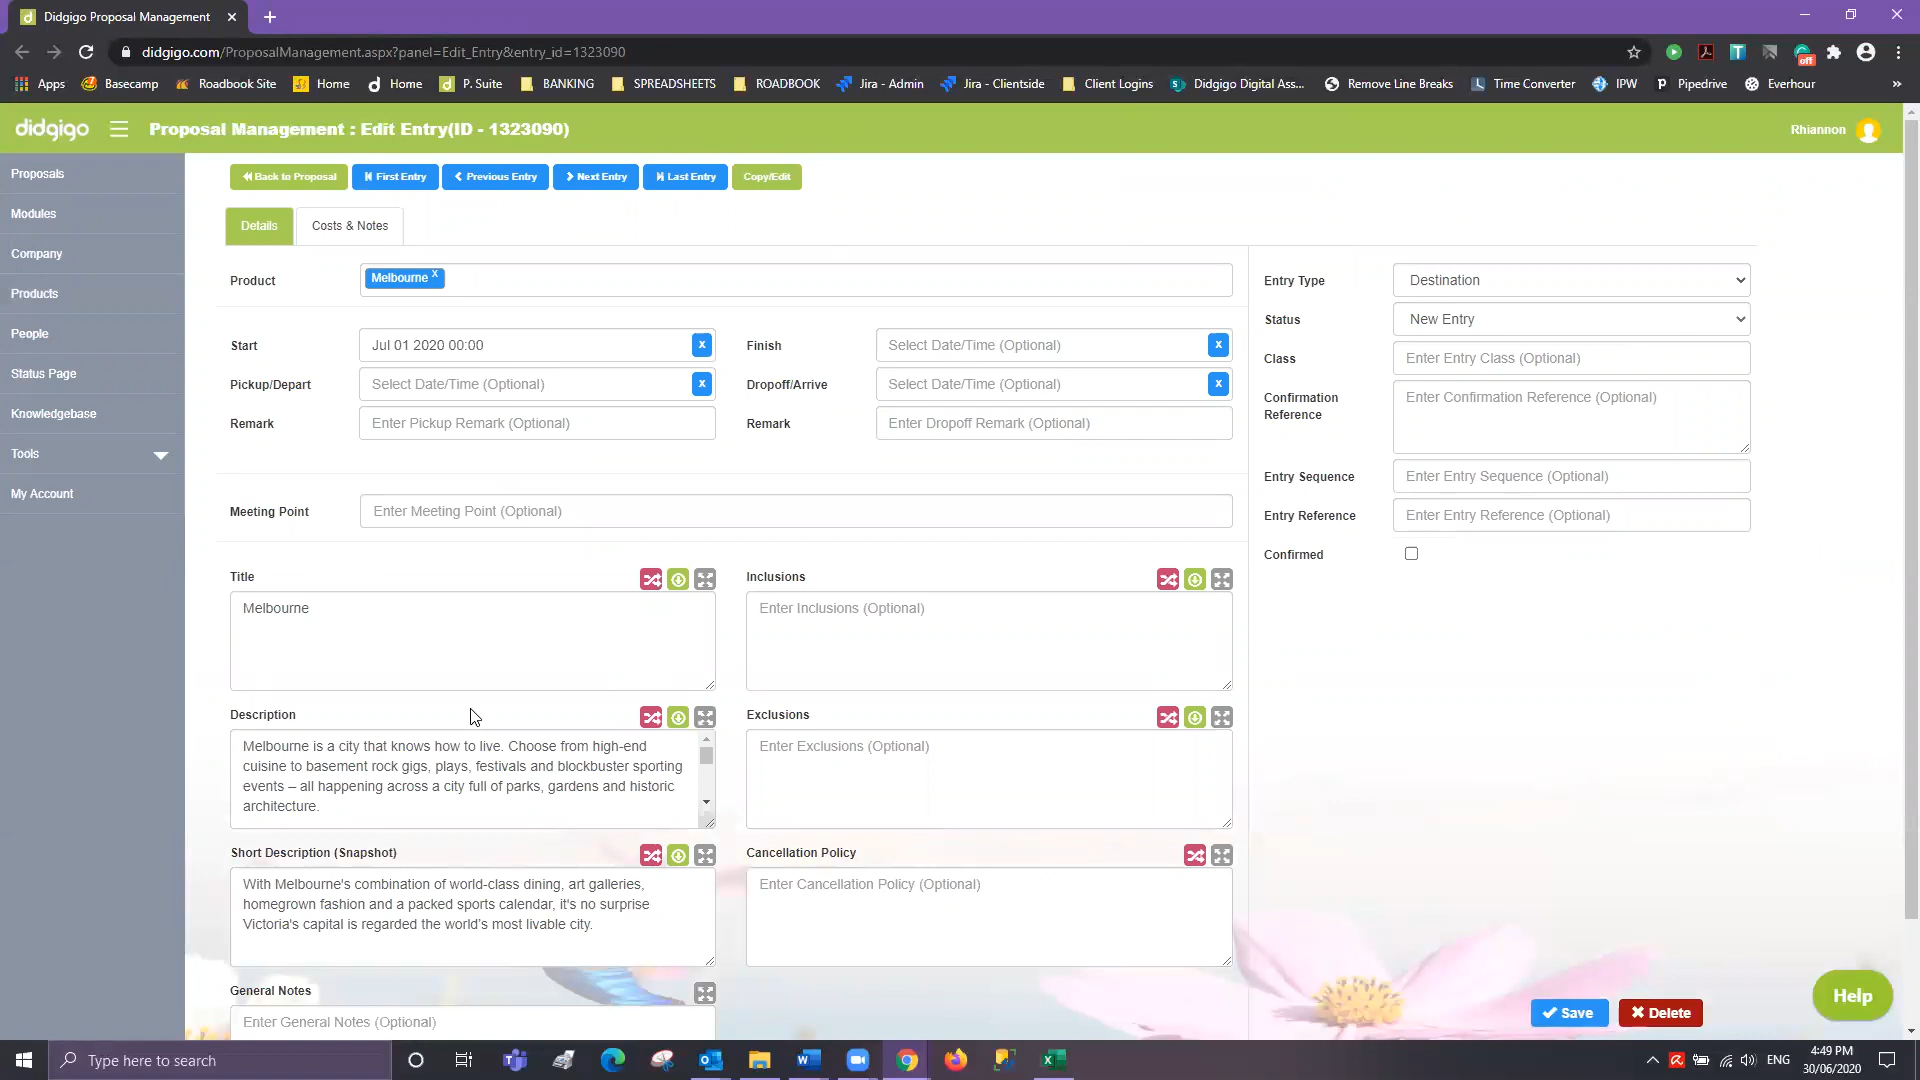 Didgigo Proposal Management
didgigo.com/ProposalManagement.aspx?panel=Edit_Entry&entry_id=1323090
off
Apps Basecamp Roadbook Site Home Home P. Suite BANKING SPREADSHEETS ROADBOOK Jira - Admin Jira - Clientside Client Logins Didgigo Digital Ass... Remove Line Breaks Time Converter IPW Pipedrive Everhour »
didgigo Proposal Management : Edit Entry(ID - 1323090) Rhiannon
Proposals
Modules
Company
Products
People
Status Page
Knowledgebase
Tools
My Account
Back to Proposal First Entry Previous Entry Next Entry Last Entry Copy/Edit
Details Costs & Notes
Product Melbourne x
Start Jul 01 2020 00:00 x Finish Select Date/Time (Optional) x
Pickup/Depart Select Date/Time (Optional) x Dropoff/Arrive Select Date/Time (Optional) x
Remark Enter Pickup Remark (Optional) Remark Enter Dropoff Remark (Optional)
Meeting Point Enter Meeting Point (Optional)
Title
Melbourne
Inclusions
Enter Inclusions (Optional)
Description
Melbourne is a city that knows how to live. Choose from high-end
cuisine to basement rock gigs, plays, festivals and blockbuster sporting
events – all happening across a city full of parks, gardens and historic
architecture.
Exclusions
Enter Exclusions (Optional)
Short Description (Snapshot)
With Melbourne's combination of world-class dining, art galleries,
homegrown fashion and a packed sports calendar, it's no surprise
Victoria's capital is regarded the world's most livable city.
Cancellation Policy
Enter Cancellation Policy (Optional)
General Notes
Enter General Notes (Optional)
Entry Type Destination
Status New Entry
Class Enter Entry Class (Optional)
Confirmation
Reference
Enter Confirmation Reference (Optional)
Entry Sequence Enter Entry Sequence (Optional)
Entry Reference Enter Entry Reference (Optional)
Confirmed
Save Delete
Help
Type here to search
ENG
4:49 PM
30/06/2020